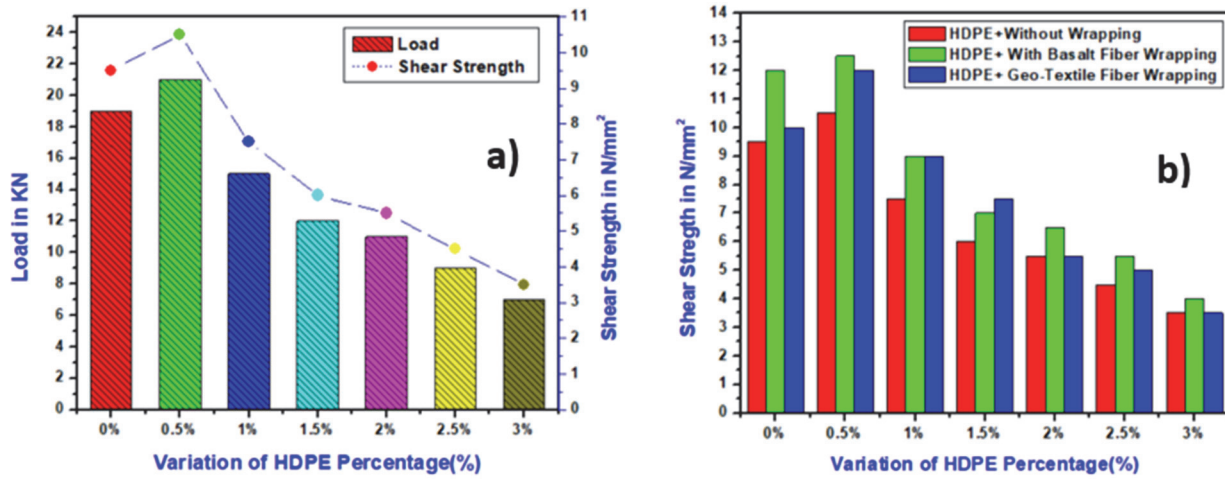 24
22
20
18
16
14
12
10
8
6
4
2
0
Load in KN
11
10
9
8
7
6
5
4
3
2
1
0
Shear Strength in N/mm²
Load
Shear Strength
a)
0% 0.5% 1% 1.5% 2% 2.5% 3%
Variation of HDPE Percentage(%)
14
13
12
11
10
9
8
7
6
5
4
3
2
1
0
Shear Stregth in N/mm²
HDPE+Without Wrapping
HDPE+ With Basalt Fiber Wrapping
HDPE+ Geo-Textile Fiber Wrapping
b)
0% 0.5% 1% 1.5% 2% 2.5% 3%
Variation of HDPE Percentage(%)